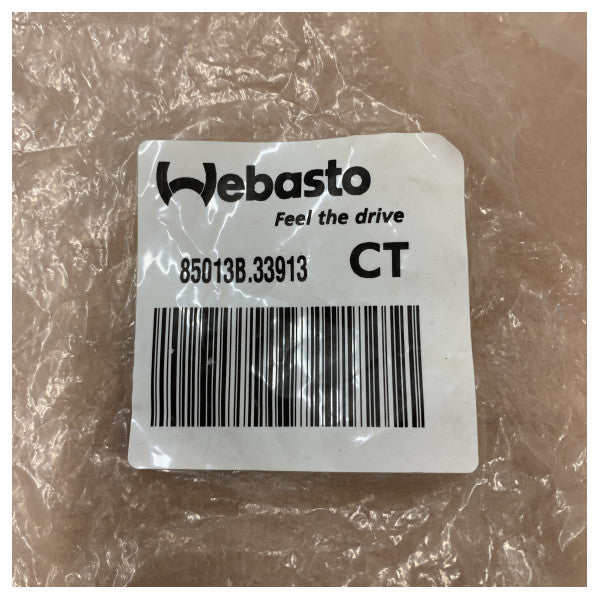 Webasto
Feel the drive
85013B.33913 CT